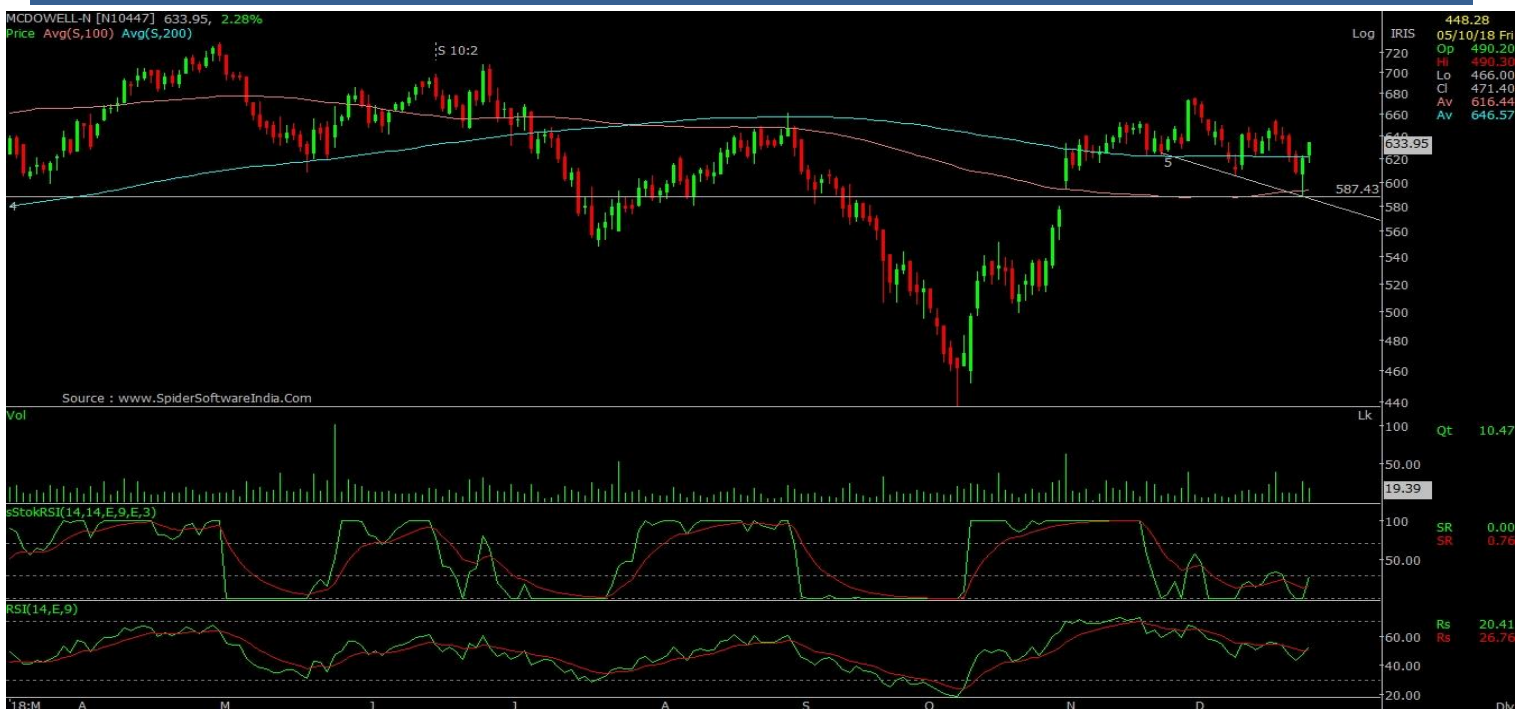 MCDOWELL-N [N10447] 633.95, 2.28%
Price Avg(S,100) Avg(S,200)
S 10:2
Log
IRIS
448.28
05/10/18 Fri
Op 490.20
Hi 490.30
Lo 466.00
Cl 471.40
Av 616.44
Av 646.57
720
700
680
660
640
633.95
620
600
587.43
580
560
540
520
500
480
460
440
4
5
Source : www.SpiderSoftwareIndia.Com
Vol
Lk
100
50.00
19.39
Qt 10.47
sStokRSI(14,14,E,9,E,3)
100
50.00
SR 0.00
SR 0.76
RSI(14,E,9)
60.00
40.00
20.00
Rs 20.41
Rs 26.76
'18:M A M J J A S O N D Dly